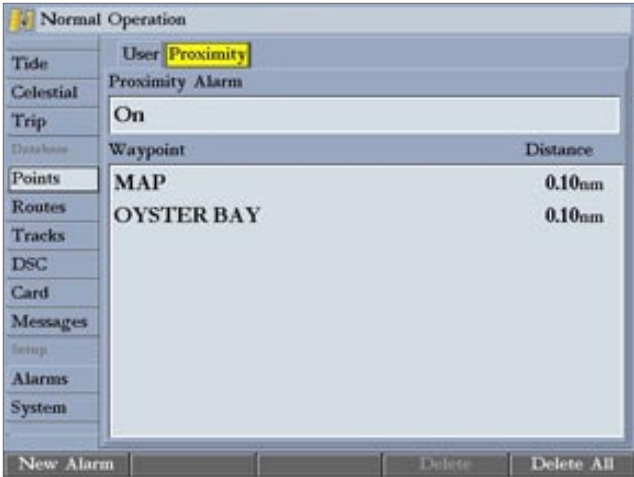 Normal Operation
User Proximity
Tide
Celestial
Trip
Database
Points
Routes
Tracks
DSC
Card
Messages
Setup
Alarms
System
Proximity Alarm
On
Waypoint Distance
MAP 0.10nm
OYSTER BAY 0.10nm
New Alarm Delete Delete All